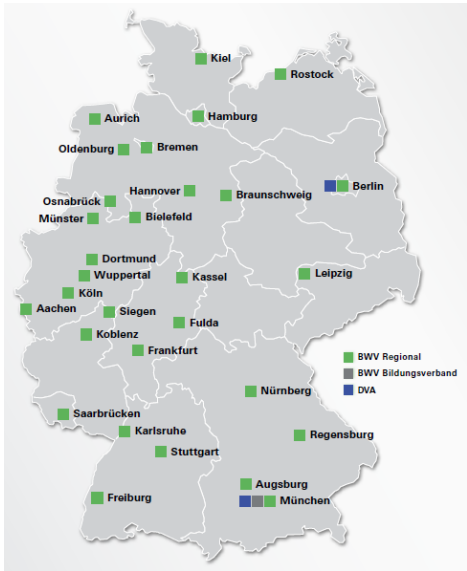 Kiel
Rostock
Hamburg
Aurich
Bremen
Oldenburg
Berlin
Hannover
Braunschweig
Osnabrück
Münster
Bielefeld
Dortmund
Wuppertal
Kassel
Leipzig
Köln
Aachen
Siegen
Fulda
Koblenz
Frankfurt
BWV Regional
BWV Bildungsverband
DVA
Nürnberg
Saarbrücken
Karlsruhe
Regensburg
Stuttgart
Augsburg
Freiburg
München